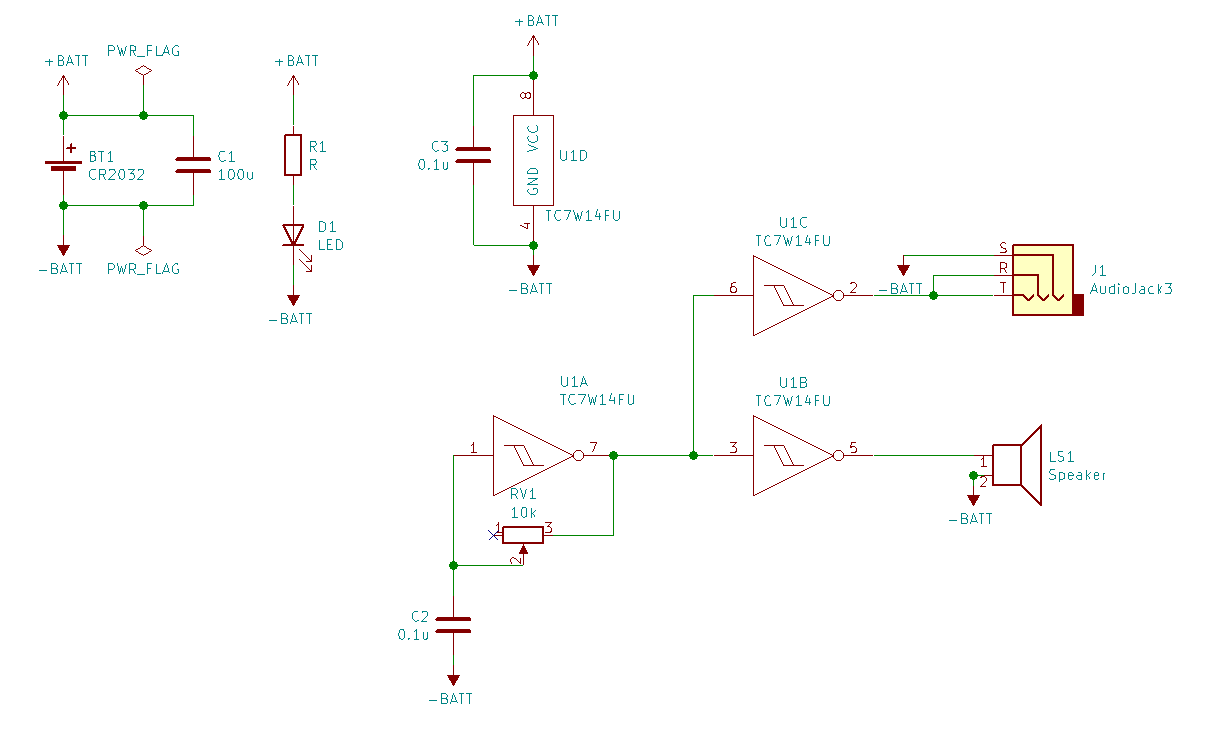 +BATT
PWR_FLAG
+
BT1
CR2032
C1
100u
-BATT
PWR_FLAG
+BATT
R1
R
D1
LED
-BATT
+BATT
8
C3
0.1u
VCC
GND
U1D
4
TC7W14FU
-BATT
U1C
TC7W14FU
6
2
-BATT
S
R
T
J1
AudioJack3
U1A
TC7W14FU
1
7
RV1
10k
1
3
2
U1B
TC7W14FU
3
5
1
2
LS1
Speaker
-BATT
C2
0.1u
-BATT